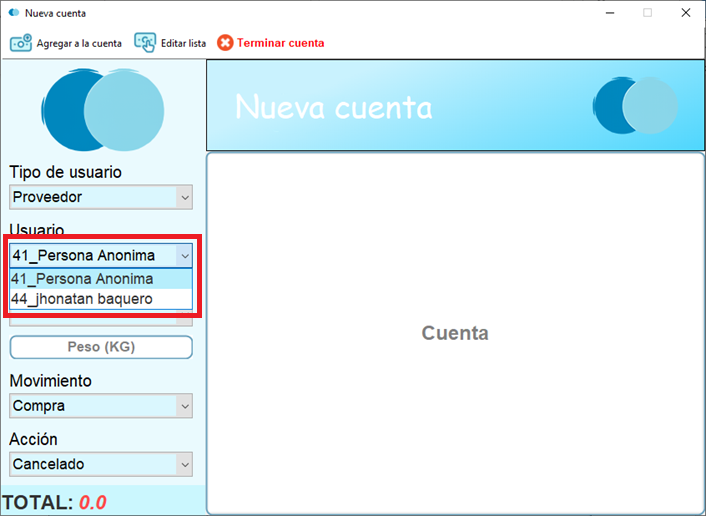 Nueva cuenta
Agregar a la cuenta
Editar lista
Terminar cuenta
Nueva cuenta
Tipo de usuario
Proveedor
Usuario
41_Persona Anonima
41_Persona Anonima
44_jhonatan baquero
Peso (KG)
Movimiento
Compra
Acción
Cancelado
TOTAL: 0.0
Cuenta